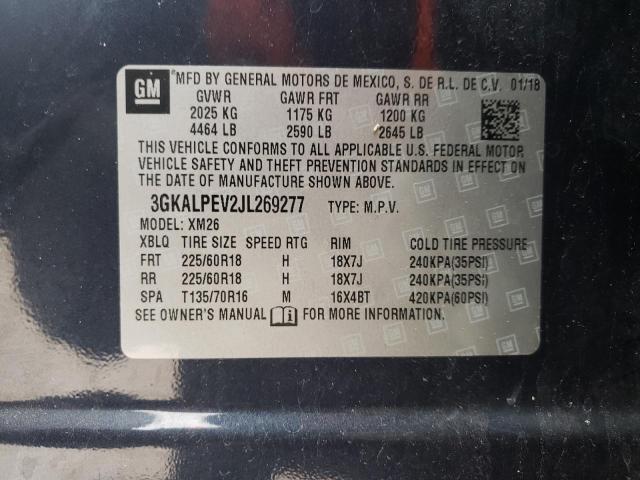 GM *MFD BY GENERAL MOTORS DE MEXICO, S. DE R.L. DE C.V. 01/18
GVWR GAWR FRT GAWR RR
2025 KG 1175 KG 1200 KG
4464 LB 2590 LB 2645 LB
THIS VEHICLE CONFORMS TO ALL APPLICABLE U.S. FEDERAL MOTOR
VEHICLE SAFETY AND THEFT PREVENTION STANDARDS IN EFFECT ON
THE DATE OF MANUFACTURE SHOWN ABOVE.
3GKALPEV2JL269277 TYPE: M.P.V.
MODEL: XM26
XBLQ TIRE SIZE SPEED RTG RIM COLD TIRE PRESSURE
FRT 225/60R18 H 18X7J 240KPA(35PSI)
RR 225/60R18 H 18X7J 240KPA(35PSI)
SPA T135/70R16 M 16X4BT 420KPA(60PSI)
SEE OWNER'S MANUAL FOR MORE INFORMATION.